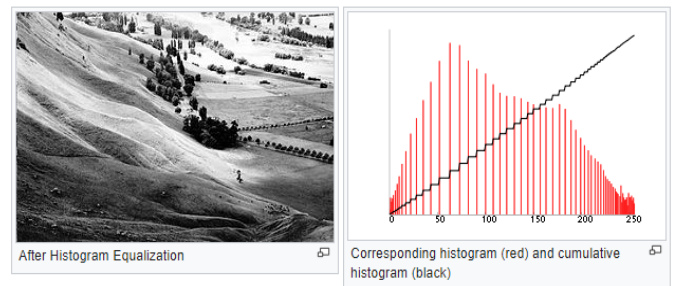 0 50 100 150 200 250
After Histogram Equalization
Corresponding histogram (red) and cumulative
histogram (black)